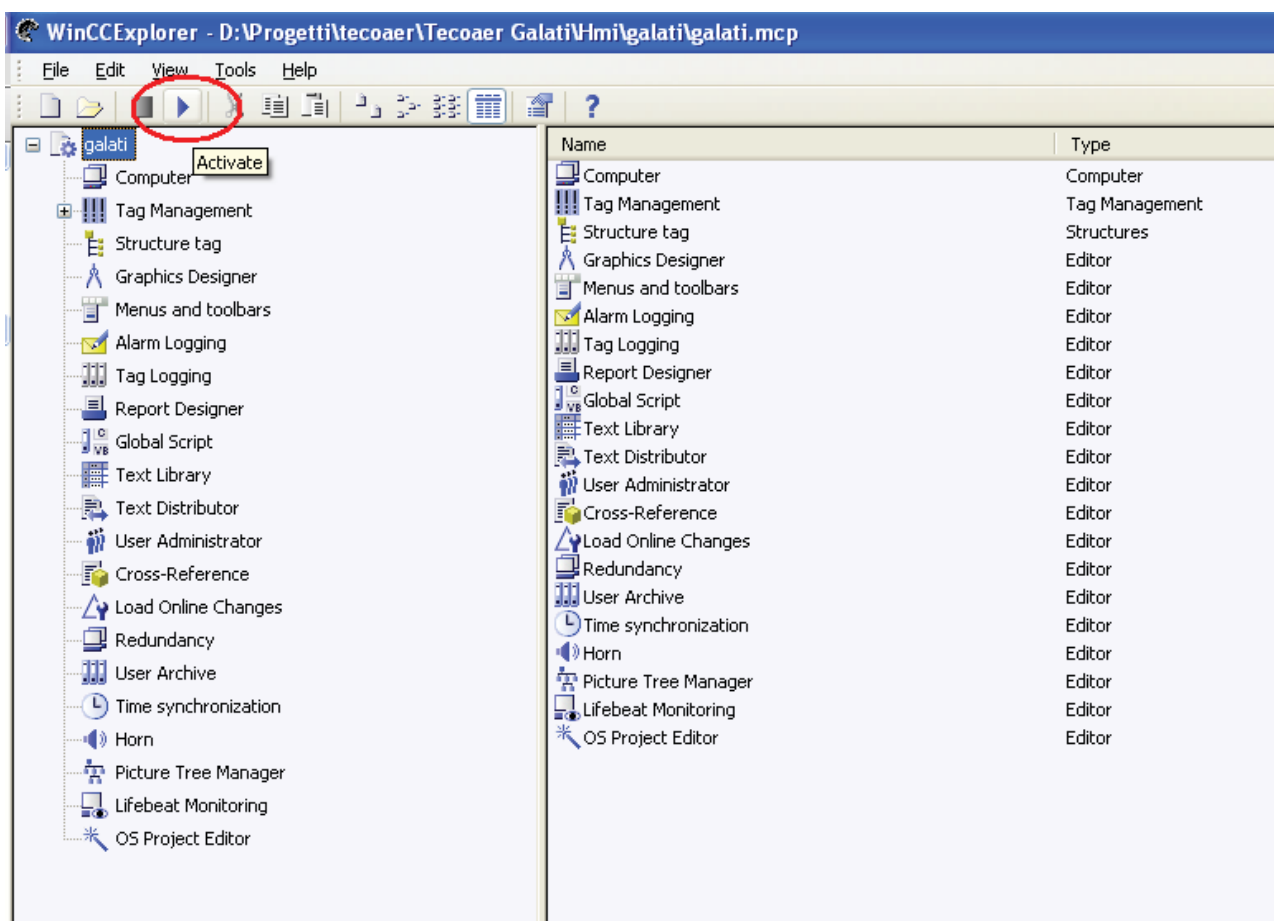 WinCCExplorer - D:\Progetti\tecoaer\Tecoaer Galati\Hmi\galati\galati.mcp
File Edit View Tools Help
?
galati
Activate
Computer
Tag Management
Structure tag
Graphics Designer
Menus and toolbars
Alarm Logging
Tag Logging
Report Designer
Global Script
Text Library
Text Distributor
User Administrator
Cross-Reference
Load Online Changes
Redundancy
User Archive
Time synchronization
Horn
Picture Tree Manager
Lifebeat Monitoring
OS Project Editor
Name Type
Computer Computer
Tag Management Tag Management
Structure tag Structures
Graphics Designer Editor
Menus and toolbars Editor
Alarm Logging Editor
Tag Logging Editor
Report Designer Editor
Global Script Editor
Text Library Editor
Text Distributor Editor
User Administrator Editor
Cross-Reference Editor
Load Online Changes Editor
Redundancy Editor
User Archive Editor
Time synchronization Editor
Horn Editor
Picture Tree Manager Editor
Lifebeat Monitoring Editor
OS Project Editor Editor